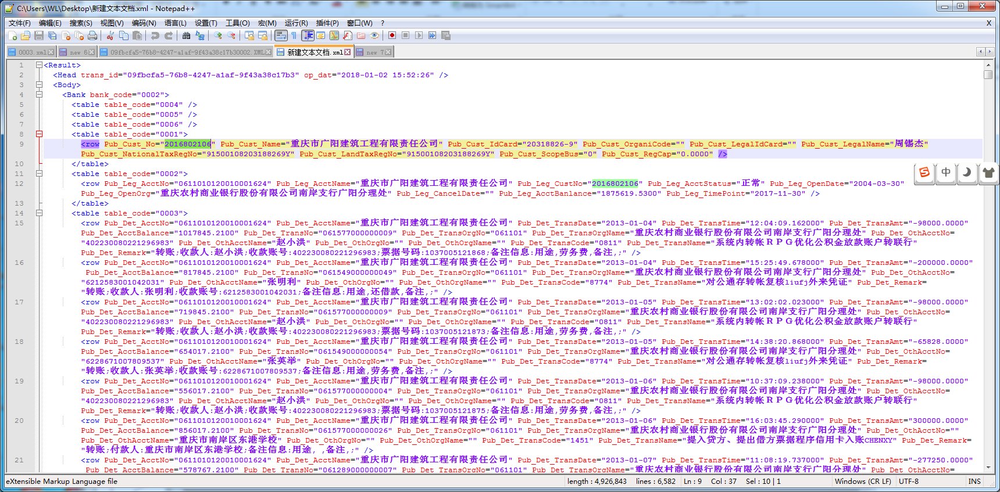 C:\Users\WL\Desktop\新建文本文档.xml - Notepad++
文件(F) 编辑(E) 搜索(S) 视图(V) 编码(N) 语言(L) 设置(T) 工具(O) 宏(M) 运行(R) 插件(P) 窗口(W) ? X
0003.xml new 6 09fbcfa5-76b8-4247-a1af-9f43a38c17b30002.XML 新建文本文档.xml new 7
1 <Result>
2 <Head trans_id="09fbcfa5-76b8-4247-a1af-9f43a38c17b3" op_dat="2018-01-02 15:52:26" />
3 <Body>
4 <Bank bank_code="0002">
5 <table table_code="0004" />
6 <table table_code="0005" />
7 <table table_code="0006" />
8 <table table_code="0001">
9 <row Pub_Cust_No="2016802106" Pub_Cust_Name="重庆市广阳建筑工程有限责任公司" Pub_Cust_IdCard="20318826-9" Pub_Cust_OrganiCode="" Pub_Cust_LegalIdCard="" Pub_Cust_LegalName="周锡杰"
Pub_Cust_NationalTaxRegNo="91500108203188269Y" Pub_Cust_LandTaxRegNo="91500108203188269Y" Pub_Cust_ScopeBus="0" Pub_Cust_RegCap="0.0000" />
10 </table>
11 <table table_code="0002">
12 <row Pub_Leg_AccNo="0611010120010001624" Pub_Leg_AcctName="重庆市广阳建筑工程有限责任公司" Pub_Leg_CustNo="2016802106" Pub_Leg_AcctStatus="正常" Pub_Leg_OpenDate="2004-03-30"
Pub_Leg_OpenOrg="重庆农村商业银行股份有限公司南岸支行广阳分理处" Pub_Leg_CancelDate="" Pub_Leg_AcctBanlance="1875619.5300" Pub_Leg_TimePoint="2017-11-30" />
13 </table>
14 <table table_code="0003">
15 <row Pub_Det_AcctNo="0611010120010001624" Pub_Det_AcctName="重庆市广阳建筑工程有限责任公司" Pub_Det_TransDate="2013-01-04" Pub_Det_TransTime="12:04:09.162000" Pub_Det_TransAmt="-98000.0000"
Pub_Det_AcctBalance="1017845.2100" Pub_Det_TransNo="061577000000009" Pub_Det_TransOrgNo="061101" Pub_Det_TransOrgName="重庆农村商业银行股份有限公司南岸支行广阳分理处" Pub_Det_OthAcctNo=
"402230080221296983" Pub_Det_OthAcctName="赵小洪" Pub_Det_OthOrgNo="" Pub_Det_OthOrgName="" Pub_Det_TransCode="0811" Pub_Det_TransName="系统内转帐ＲＰＧ优化公积金放款账户转联行"
Pub_Det_Remark="转账;收款人:赵小洪;收款账号:402230080221296983;票据号码:1037005121868;备注信息:用途,劳务费,备注,;" />
16 <row Pub_Det_AcctNo="0611010120010001624" Pub_Det_AcctName="重庆市广阳建筑工程有限责任公司" Pub_Det_TransDate="2013-01-04" Pub_Det_TransTime="15:25:49.678000" Pub_Det_TransAmt="-200000.0000"
Pub_Det_AcctBalance="817845.2100" Pub_Det_TransNo="061549000000049" Pub_Det_TransOrgNo="061101" Pub_Det_TransOrgName="重庆农村商业银行股份有限公司南岸支行广阳分理处" Pub_Det_OthAcctNo=
"6212583001042031" Pub_Det_OthAcctName="张明利" Pub_Det_OthOrgNo="" Pub_Det_OthOrgName="" Pub_Det_TransCode="8774" Pub_Det_TransName="对公通存转帐复核liufj外来凭证" Pub_Det_Remark=
"转账;收款人:张明利;收款账号:6212583001042031;备注信息:用途,还借款,备注,;" />
17 <row Pub_Det_AcctNo="0611010120010001624" Pub_Det_AcctName="重庆市广阳建筑工程有限责任公司" Pub_Det_TransDate="2013-01-05" Pub_Det_TransTime="13:02:02.023000" Pub_Det_TransAmt="-98000.0000"
Pub_Det_AcctBalance="719845.2100" Pub_Det_TransNo="061577000000009" Pub_Det_TransOrgNo="061101" Pub_Det_TransOrgName="重庆农村商业银行股份有限公司南岸支行广阳分理处" Pub_Det_OthAcctNo=
"402230080221296983" Pub_Det_OthAcctName="赵小洪" Pub_Det_OthOrgNo="" Pub_Det_OthOrgName="" Pub_Det_TransCode="0811" Pub_Det_TransName="系统内转帐ＲＰＧ优化公积金放款账户转联行"
Pub_Det_Remark="转账;收款人:赵小洪;收款账号:402230080221296983;票据号码:1037005121873;备注信息:用途,劳务费,备注,;" />
18 <row Pub_Det_AcctNo="0611010120010001624" Pub_Det_AcctName="重庆市广阳建筑工程有限责任公司" Pub_Det_TransDate="2013-01-05" Pub_Det_TransTime="14:38:20.868000" Pub_Det_TransAmt="-65828.0000"
Pub_Det_AcctBalance="654017.2100" Pub_Det_TransNo="061549000000054" Pub_Det_TransOrgNo="061101" Pub_Det_TransOrgName="重庆农村商业银行股份有限公司南岸支行广阳分理处" Pub_Det_OthAcctNo=
"6228671007809537" Pub_Det_OthAcctName="张英举" Pub_Det_OthOrgNo="" Pub_Det_OthOrgName="" Pub_Det_TransCode="8774" Pub_Det_TransName="对公通存转帐复核liufj外来凭证" Pub_Det_Remark=
"转账;收款人:张英举;收款账号:6228671007809537;备注信息:用途,劳务费,备注,;" />
19 <row Pub_Det_AcctNo="0611010120010001624" Pub_Det_AcctName="重庆市广阳建筑工程有限责任公司" Pub_Det_TransDate="2013-01-06" Pub_Det_TransTime="10:37:09.238000" Pub_Det_TransAmt="-98000.0000"
Pub_Det_AcctBalance="556017.2100" Pub_Det_TransNo="061577000000004" Pub_Det_TransOrgNo="061101" Pub_Det_TransOrgName="重庆农村商业银行股份有限公司南岸支行广阳分理处" Pub_Det_OthAcctNo=
"402230080221296983" Pub_Det_OthAcctName="赵小洪" Pub_Det_OthOrgNo="" Pub_Det_OthOrgName="" Pub_Det_TransCode="0811" Pub_Det_TransName="系统内转帐ＲＰＧ优化公积金放款账户转联行"
Pub_Det_Remark="转账;收款人:赵小洪;收款账号:402230080221296983;票据号码:1037005121875;备注信息:用途,劳务费,备注,;" />
20 <row Pub_Det_AcctNo="0611010120010001624" Pub_Det_AcctName="重庆市广阳建筑工程有限责任公司" Pub_Det_TransDate="2013-01-06" Pub_Det_TransTime="16:03:45.290000" Pub_Det_TransAmt="300000.0000"
Pub_Det_AcctBalance="856017.2100" Pub_Det_TransNo="061577000000026" Pub_Det_TransOrgNo="061101" Pub_Det_TransOrgName="重庆农村商业银行股份有限公司南岸支行广阳分理处" Pub_Det_OthAcctNo=""
Pub_Det_OthAcctName="重庆市南岸区东港学校" Pub_Det_OthOrgNo="" Pub_Det_OthOrgName="" Pub_Det_TransCode="1451" Pub_Det_TransName="提入贷方、提出借方票据程序信用卡入账CHENXY" Pub_Det_Remark=
"转账;付款人:重庆市南岸区东港学校;备注信息:用途, ,备注,;" />
21 <row Pub_Det_AcctNo="0611010120010001624" Pub_Det_AcctName="重庆市广阳建筑工程有限责任公司" Pub_Det_TransDate="2013-01-07" Pub_Det_TransTime="11:08:19.737000" Pub_Det_TransAmt="-277250.0000"
Pub_Det_AcctBalance="578767.2100" Pub_Det_TransNo="061289000000007" Pub_Det_TransOrgNo="061101" Pub_Det_TransOrgName="重庆农村商业银行股份有限公司南岸支行广阳分理处" Pub_Det_OthAcctNo=
中
eXtensible Markup Language file length : 4,926,843 lines : 6,582 Ln : 9 Col : 37 Sel : 10 | 1 Windows (CR LF) UTF-8 INS